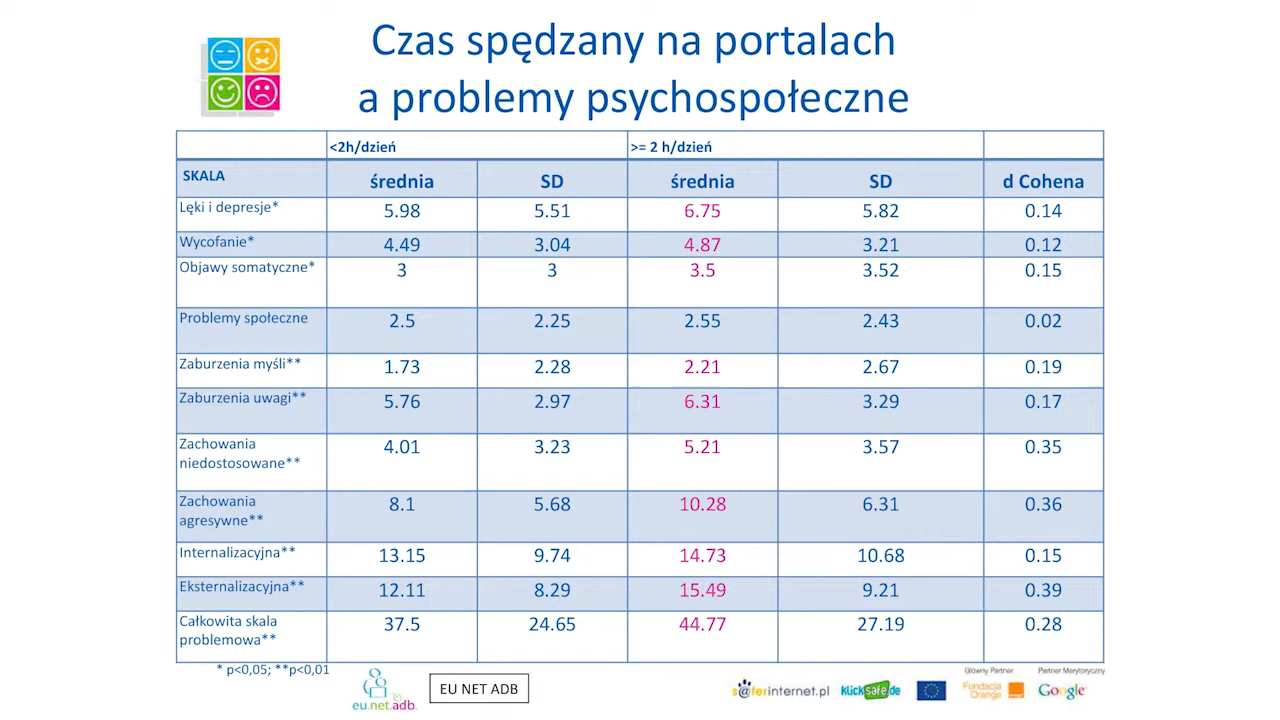 Czas spędzany na portalach
a problemy psychospołeczne
<2h/dzień >= 2 h/dzień
SKALA średnia SD średnia SD d Cohena
Lęki i depresje* 5.98 5.51 6.75 5.82 0.14
Wycofanie* 4.49 3.04 4.87 3.21 0.12
Objawy somatyczne* 3 3 3.5 3.52 0.15
Problemy społeczne 2.5 2.25 2.55 2.43 0.02
Zaburzenia myśli** 1.73 2.28 2.21 2.67 0.19
Zaburzenia uwagi** 5.76 2.97 6.31 3.29 0.17
Zachowania
niedostosowane** 4.01 3.23 5.21 3.57 0.35
Zachowania
agresywne** 8.1 5.68 10.28 6.31 0.36
Internalizacyjna** 13.15 9.74 14.73 10.68 0.15
Eksternalizacyjna** 12.11 8.29 15.49 9.21 0.39
Całkowita skala
problemowa** 37.5 24.65 44.77 27.19 0.28
* p<0,05; **p<0,01
eu.net.adb.
EU NET ADB
s@ferinternet.pl
klicksafe.de
Główny Partner
Fundacja
Orange
Partner Merytoryczny
Google